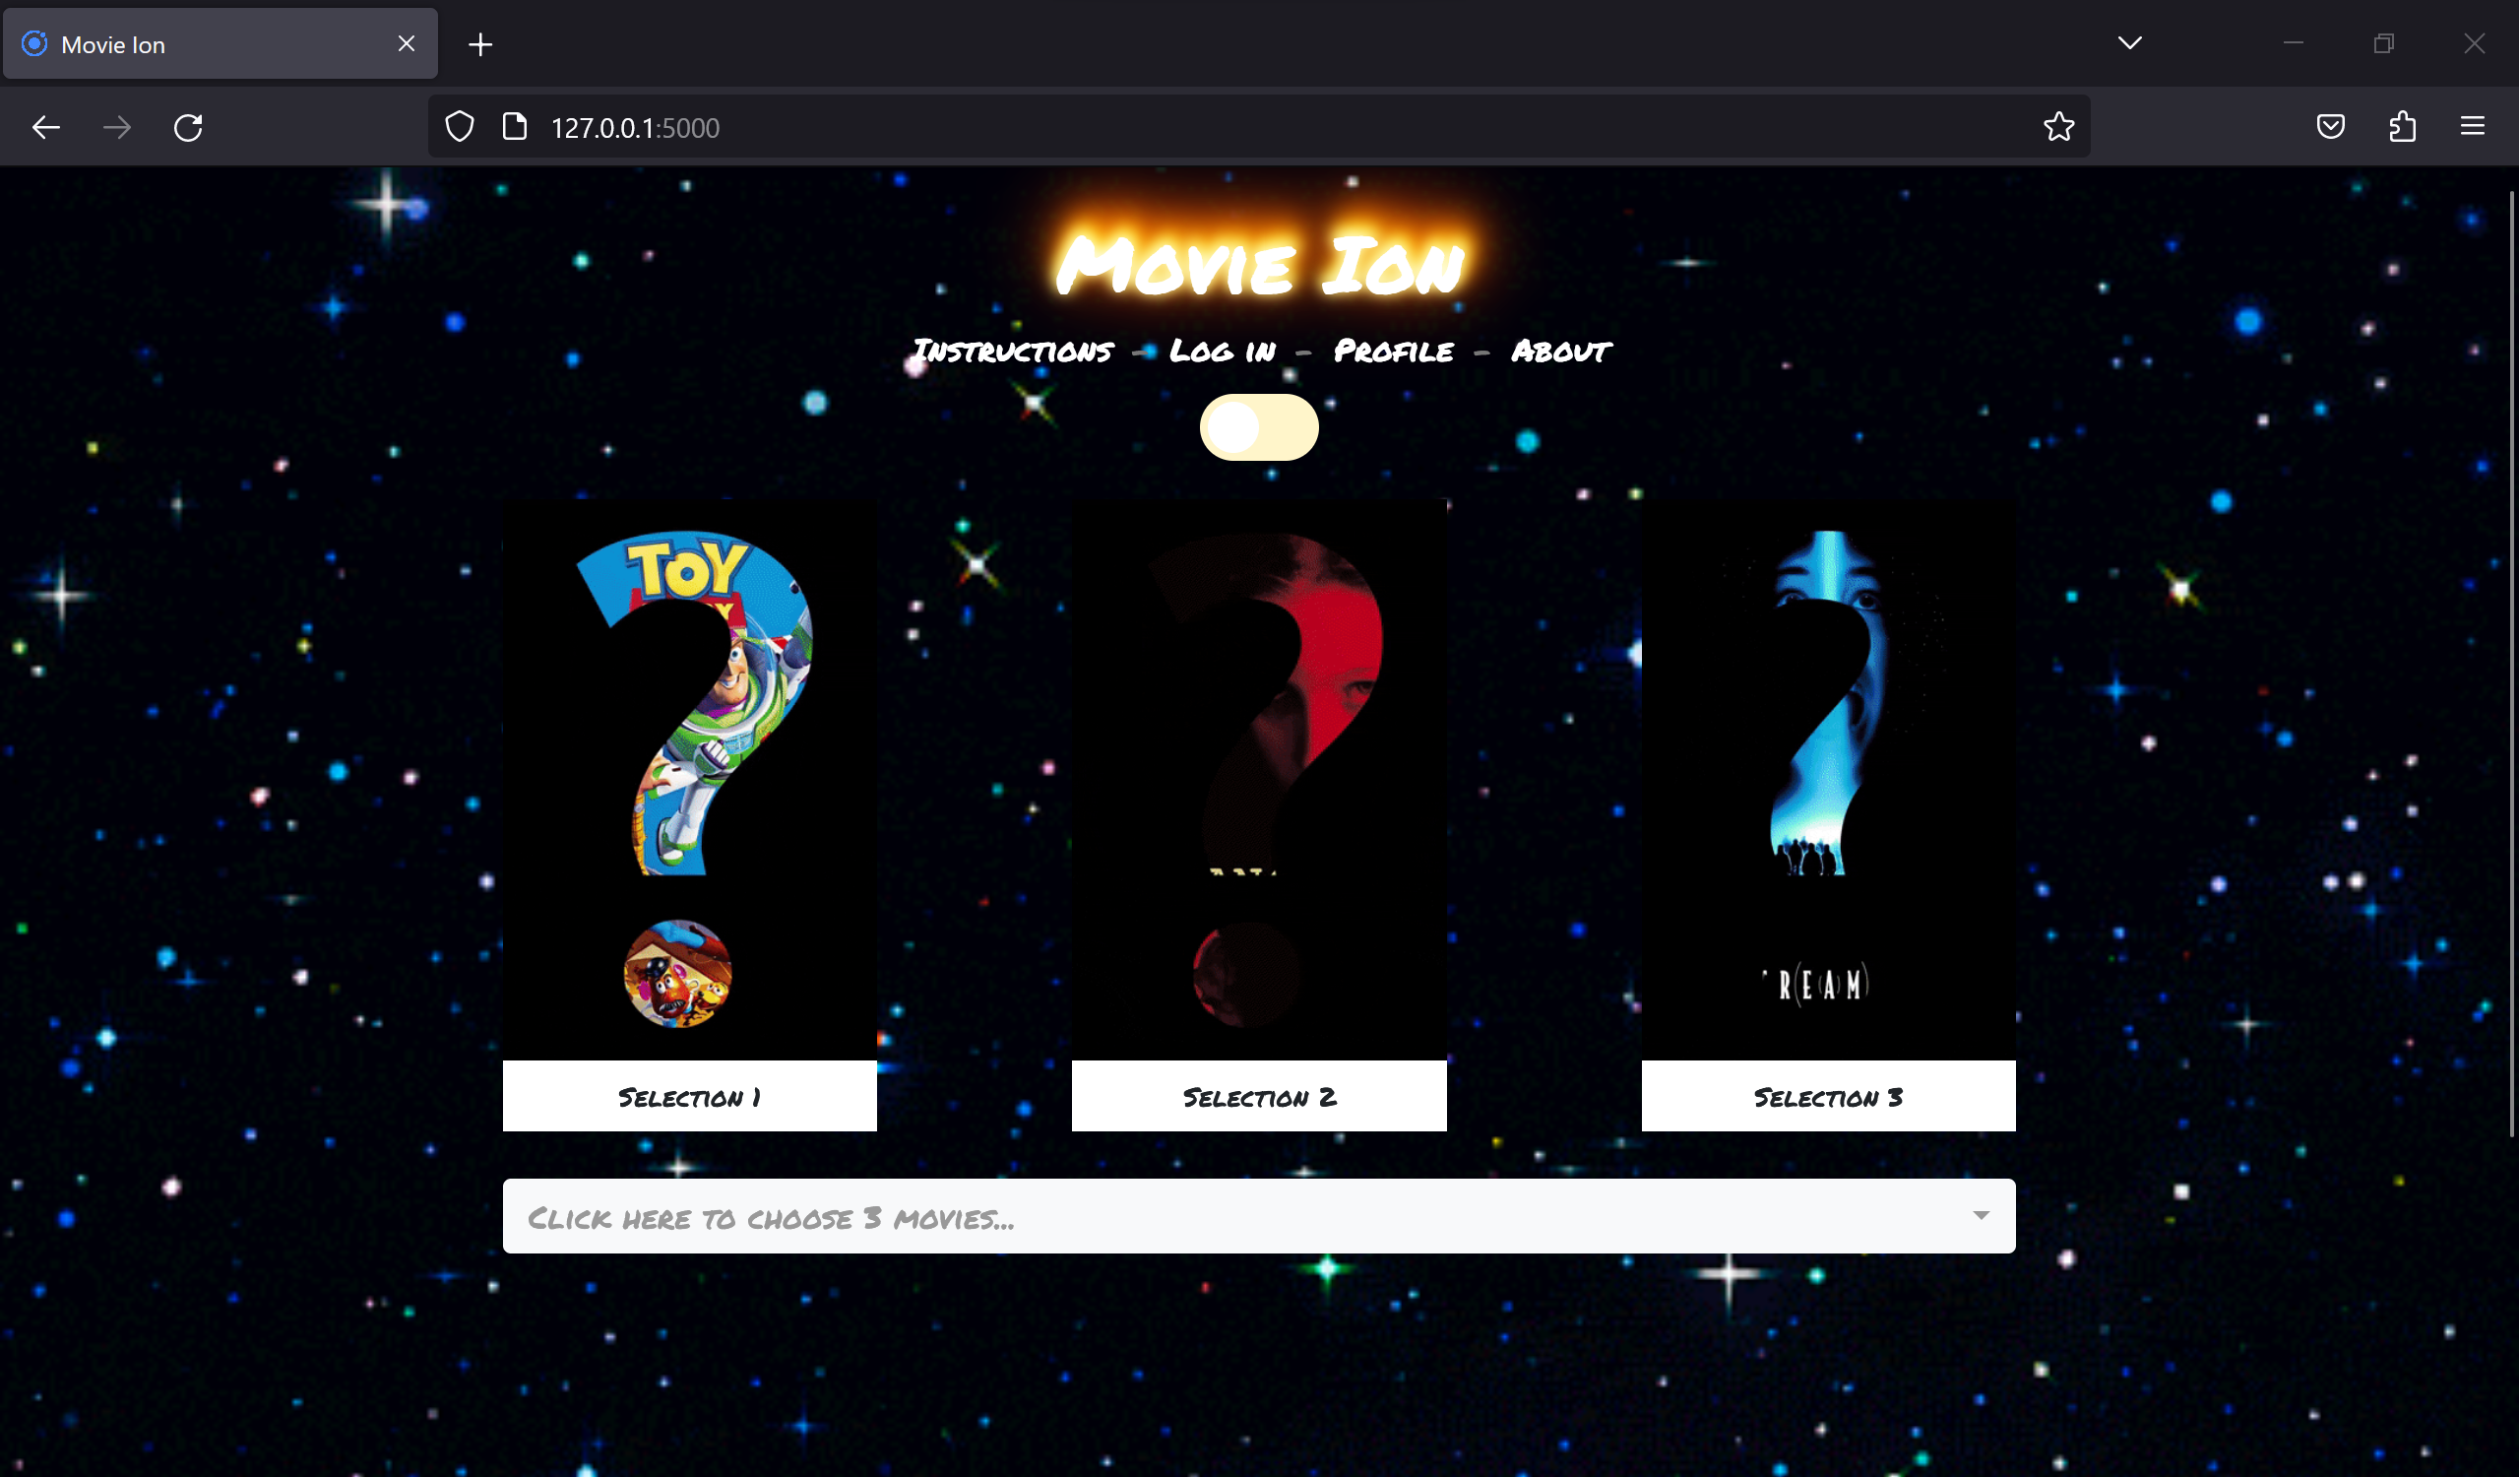 Movie Ion
127.0.0.1:5000
Movie Ion
Instructions - Log in - Profile - About
TOY
R(E(A)M)
Selection 1
Selection 2
Selection 3
Click here to choose 3 movies...